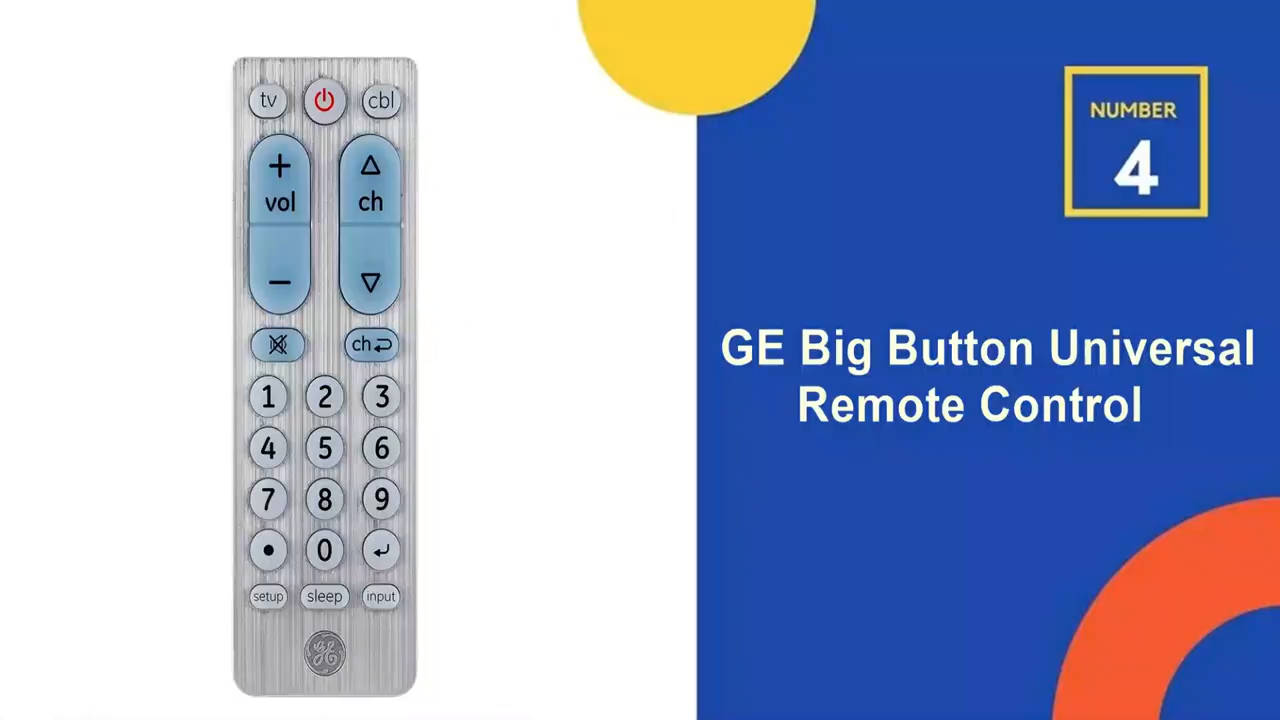 tv cbl
+ +
vol ch
−
ch
1 2 3
4 5 6
7 8 9
• 0
setup sleep input
GE
NUMBER
4
GE Big Button Universal
Remote Control